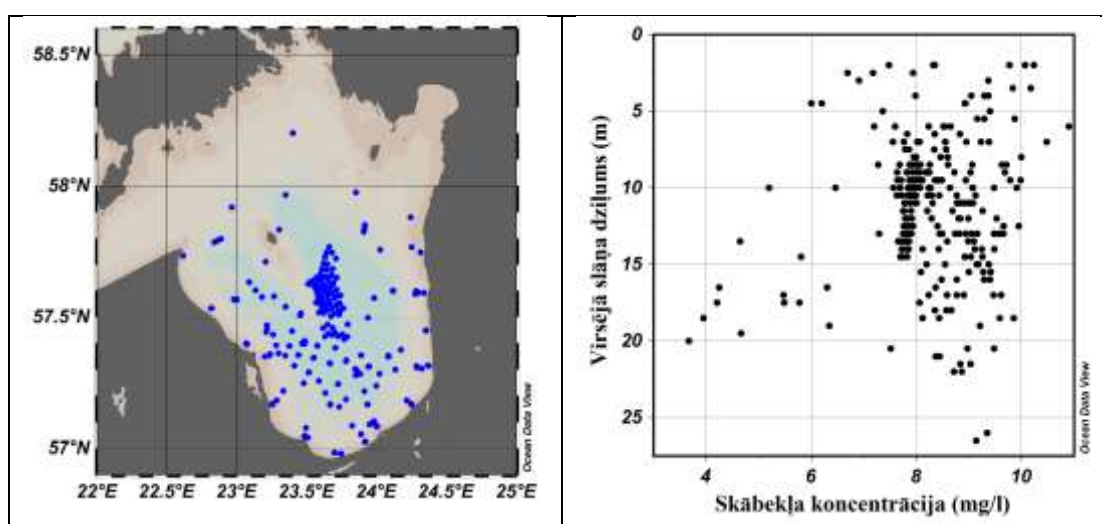 58.5°N
58°N
57.5°N
57°N
22°E
22.5°E
23°E
23.5°E
24°E
24.5°E
25°E
Ocean Data View
0
5
10
15
20
25
Virsējā slāņa dziļums (m)
4
6
8
10
Skābekļa koncentrācija (mg/l)
Ocean Data View